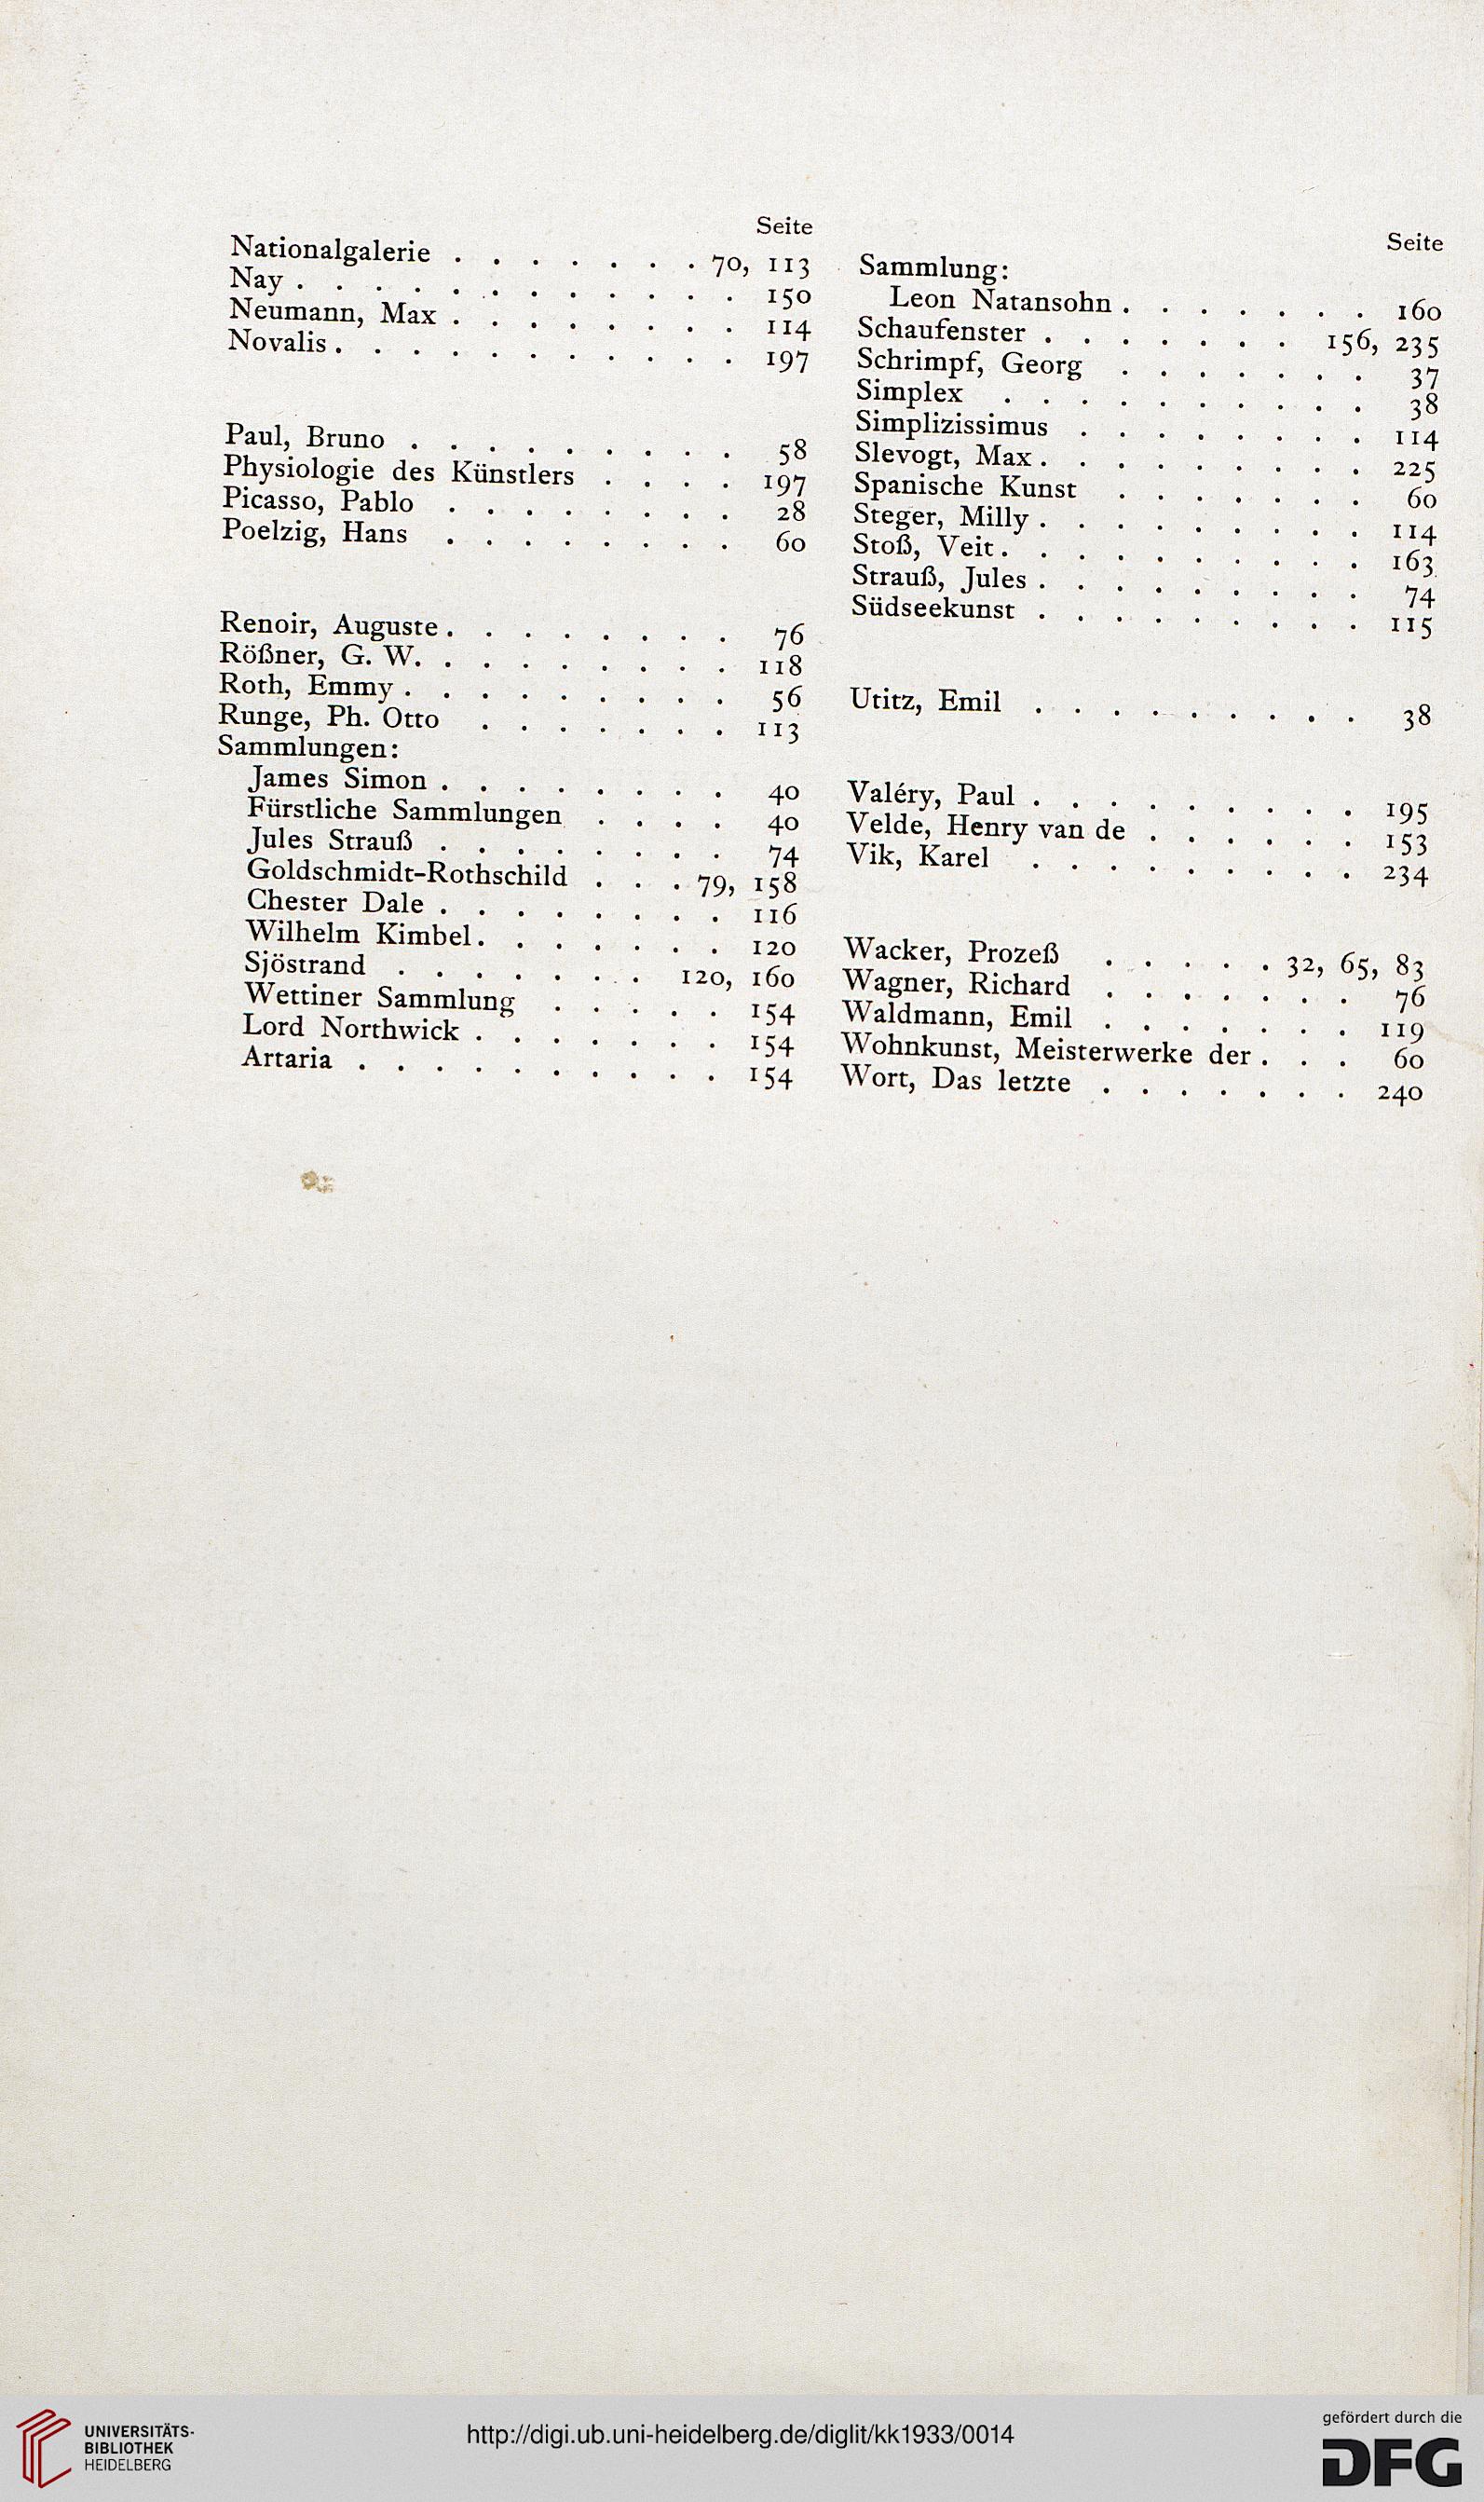 Seite
Nationalgalerie . . . . . . . 70, 113
Nay . . . . . . . . . . . . 150
Neumann, Max . . . . . . . . 114
Novalis . . . . . . . . . . . 197
Paul, Bruno . . . . . . . . . 58
Physiologie des Künstlers . . . . 197
Picasso, Pablo . . . . . . . . 28
Poelzig, Hans . . . . . . . . 60
Renoir, Auguste . . . . . . . . 76
Rößner, G. W. . . . . . . . . 118
Roth, Emmy . . . . . . . . . 56
Runge, Ph. Otto . . . . . . . 113
Sammlungen:
James Simon . . . . . . . . 40
Fürstliche Sammlungen . . . . 40
Jules Strauß . . . . . . . . 74
Goldschmidt-Rothschild . . . 79, 158
Chester Dale . . . . . . . . 116
Wilhelm Kimbel . . . . . . . 120
Sjöstrand . . . . . . . 120, 160
Wettiner Sammlung . . . . . 154
Lord Northwick . . . . . . . 154
Artaria . . . . . . . . . . 154
Seite
Sammlung:
Leon Natansohn . . . . . . . 160
Schaufenster . . . . . . . 156, 235
Schrimpf, Georg . . . . . . . 37
Simplex . . . . . . . . . . 38
Simplizissimus . . . . . . . . 114
Slevogt, Max . . . . . . . . . 225
Spanische Kunst . . . . . . . 60
Steger, Milly . . . . . . . . . 114
Stoß, Veit . . . . . . . . . . 163
Strauß, Jules . . . . . . . . . 74
Südseekunst . . . . . . . . . 115
Utitz, Emil . . . . . . . . . 38
Valéry, Paul . . . . . . . . . 195
Velde, Henry van de . . . . . . 153
Vik, Karel . . . . . . . . . 234
Wacker, Prozeß . . . . . 32, 65, 83
Wagner, Richard . . . . . . . 76
Waldmann, Emil . . . . . . . 119
Wohnkunst, Meisterwerke der . . . 60
Wort, Das letzte . . . . . . . 240
UNIVERSITÄTS-
BIBLIOTHEK
HEIDELBERG
http://digi.ub.uni-heidelberg.de/diglit/kk1933/0014
gefördert durch die
DFG